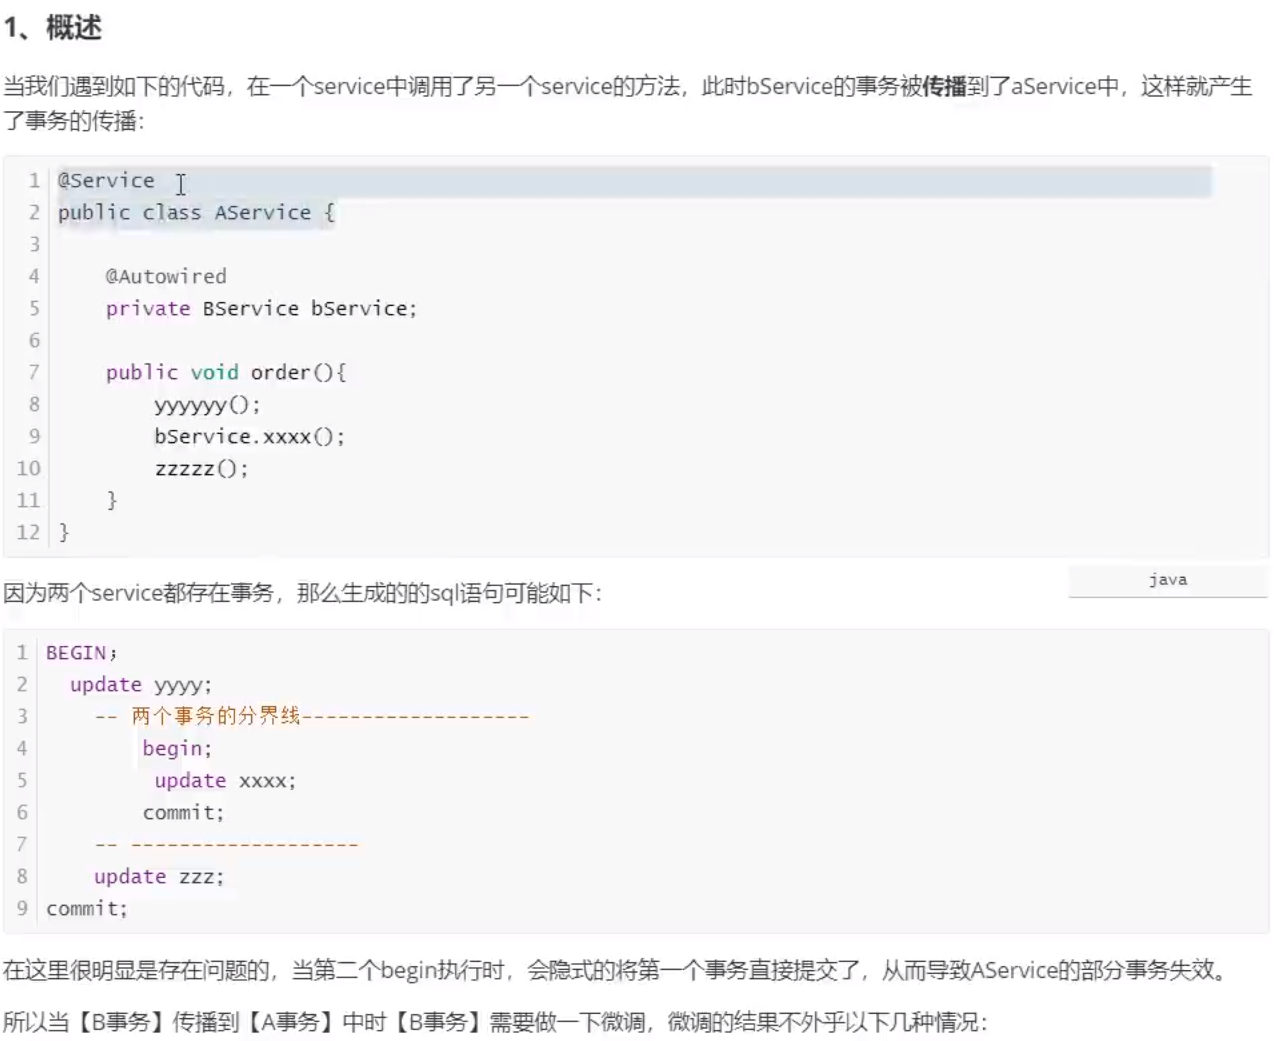 1、概述
当我们遇到如下的代码，在一个service中调用了另一个service的方法，此时bService的事务被传播到了aService中，这样就产生
了事务的传播：
1 @Service
2 public class AService {
3
4 @Autowired
5 private BService bService;
6
7 public void order(){
8 yyyyyy();
9 bService.xxxx();
10 zzzzz();
11 }
12 }
因为两个service都存在事务，那么生成的的sql语句可能如下：
java
1 BEGIN;
2 update yyyy;
3 -- 两个事务的分界线-------------------
4 begin;
5 update xxxx;
6 commit;
7 -- -------------------
8 update zzz;
9 commit;
在这里很明显是存在问题的，当第二个begin执行时，会隐式的将第一个事务直接提交了，从而导致AService的部分事务失效。
所以当【B事务】传播到【A事务】中时【B事务】需要做一下微调，微调的结果不外乎以下几种情况：